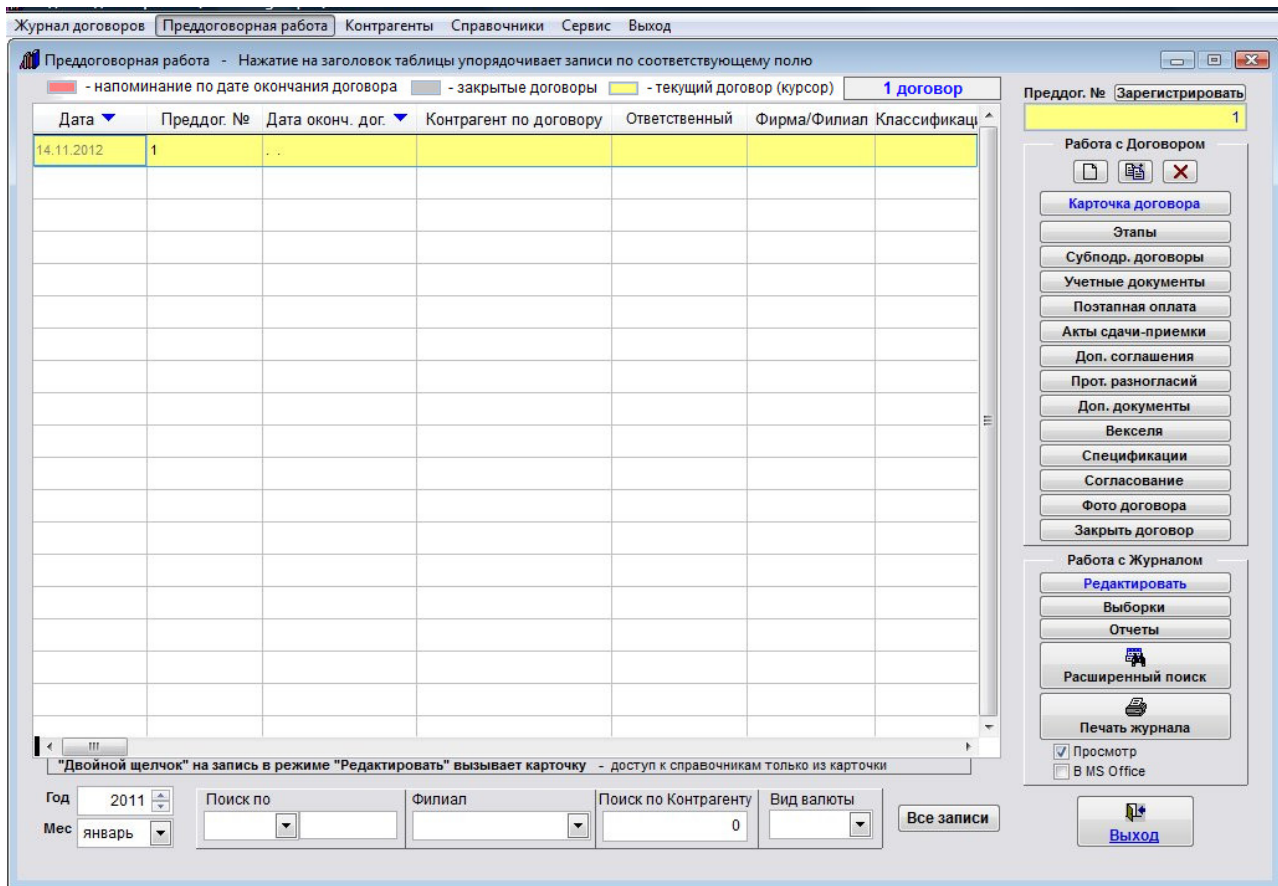 Журнал договоров Преддоговорная работа Контрагенты Справочники Сервис Выход
Преддоговорная работа - Нажатие на заголовок таблицы упорядочивает записи по соответствующему полю
- напоминание по дате окончания договора - закрытые договоры - текущий договор (курсор) 1 договор
Дата Преддог. № Дата оконч. дог. Контрагент по договору Ответственный Фирма/Филиал Классификаци
14.11.2012 1 . .
Преддог. № Зарегистрировать
1
Работа с Договором
Карточка договора
Этапы
Субподр. договоры
Учетные документы
Поэтапная оплата
Акты сдачи-приемки
Доп. соглашения
Прот. разногласий
Доп. документы
Векселя
Спецификации
Согласование
Фото договора
Закрыть договор
Работа с Журналом
Редактировать
Выборки
Отчеты
Расширенный поиск
Печать журнала
Просмотр
В MS Office
Выход
"Двойной щелчок" на запись в режиме "Редактировать" вызывает карточку - доступ к справочникам только из карточки
Год 2011 Поиск по Филиал Поиск по Контрагенту Вид валюты
Мес январь 0 Все записи